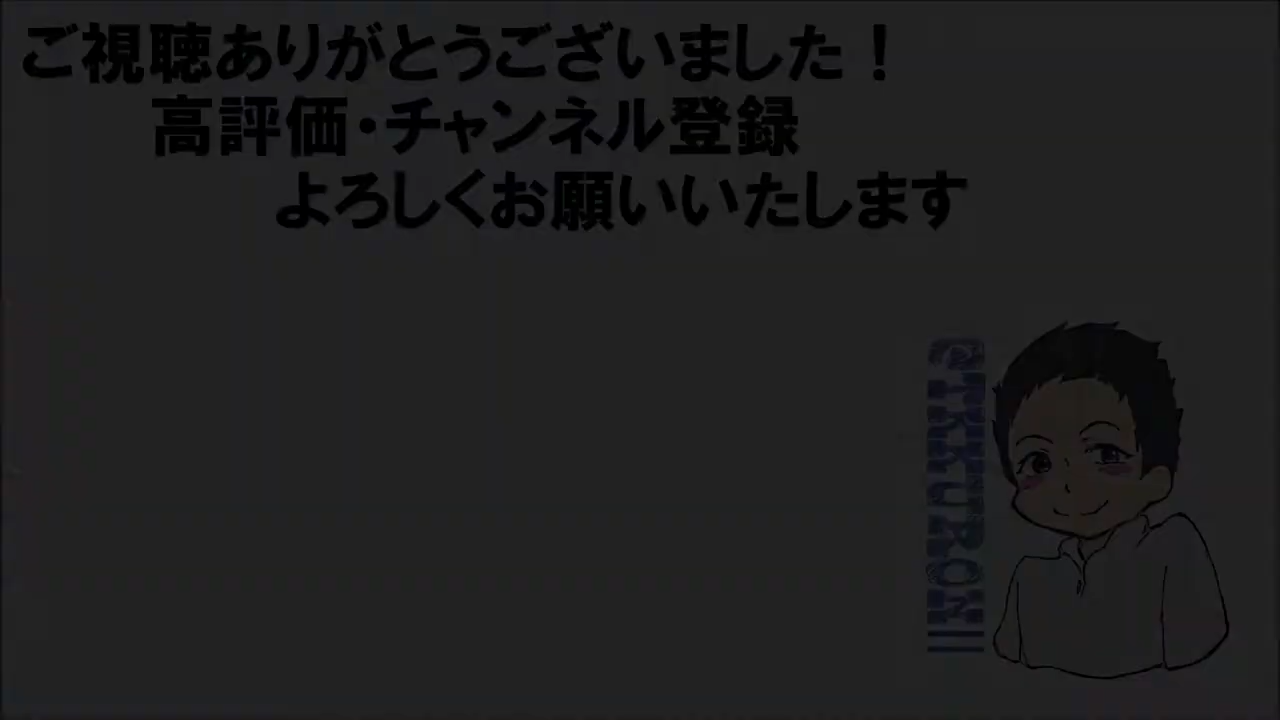 ご視聴ありがとうございました！
高評価・チャンネル登録
よろしくお願いいたします